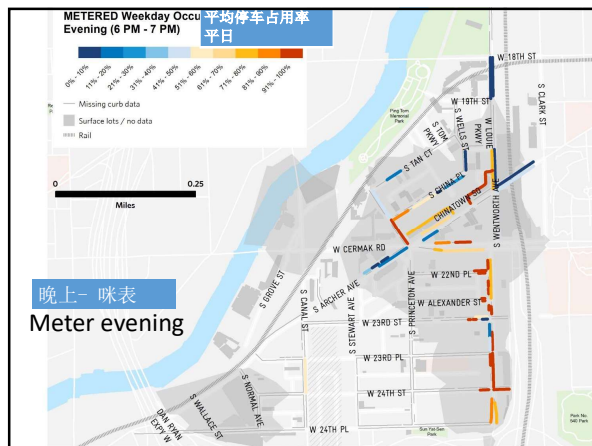 METERED Weekday Occu
Evening (6 PM - 7 PM)
平均停车占用率
平日
0% - 10%
11% - 20%
21% - 30%
31% - 40%
41% - 50%
51% - 60%
61% - 70%
71% - 80%
81% - 90%
91% - 100%
Missing curb data
Surface lots / no data
Rail
0 0.25
Miles
晚上- 咪表
Meter evening
Ping Tom
Memorial
Park
W 18TH ST
W 19TH ST
S CLARK ST
S TOM
PKWY
S WELLS ST
W LOUIE
PKWY
S TAN CT
S CHINA PL
CHINATOWN SQ
S WENTWORTH AVE
W CERMAK RD
S GROVE ST
S ARCHER AVE
S CANAL ST
S STEWART AVE
S PRINCETON AVE
W 22ND PL
W ALEXANDER ST
W 23RD ST
W 23RD PL
W 24TH ST
W 24TH PL
S NORMAL AVE
S WALLACE ST
DAN RYAN
EXPY W
Sun Yat-Sen
Park
Park No.
540 Park